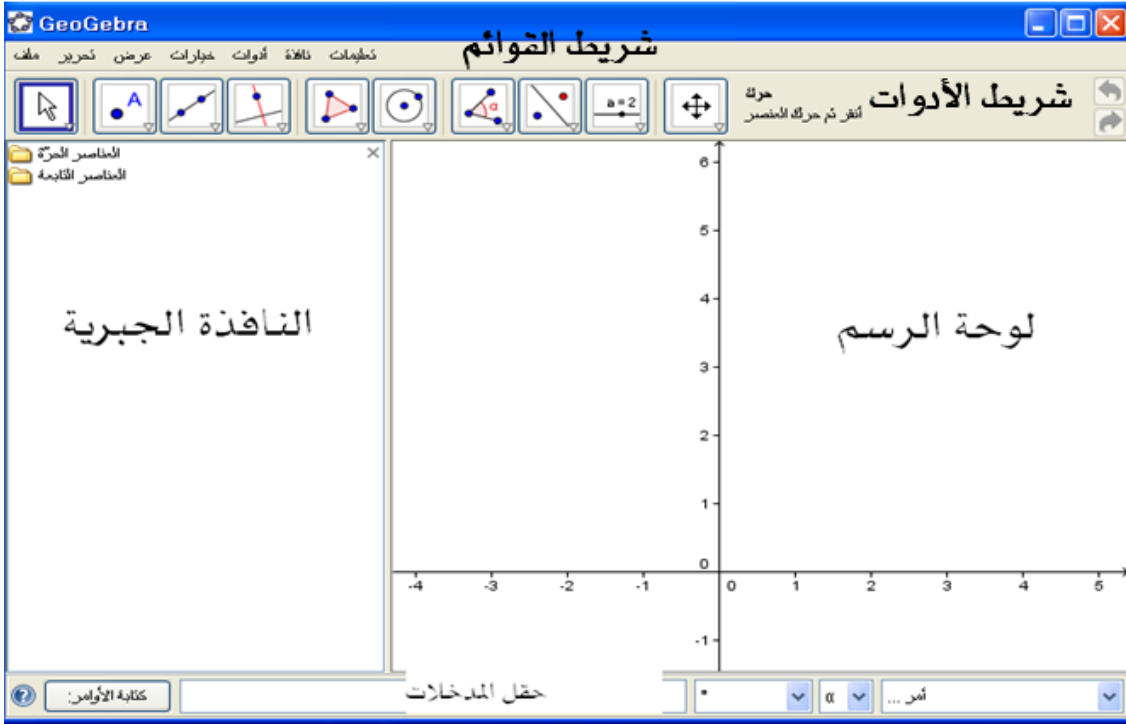 GeoGebra
شريط القوائم
ملف تحرير عرض خيارات أدوات نافذة تعليمات
A
α
a=2
حرك
أنقر ثم حرك العنصر
شريط الأدوات
العناصر الحرّة
العناصر التابعة
النافذة الجبرية
لوحة الرسم
6
5
4
3
2
1
0
-4 -3 -2 -1 0 1 2 3 4 5
-1
كتابة الأوامر:
حقل المدخلات
°
α
أمر ...